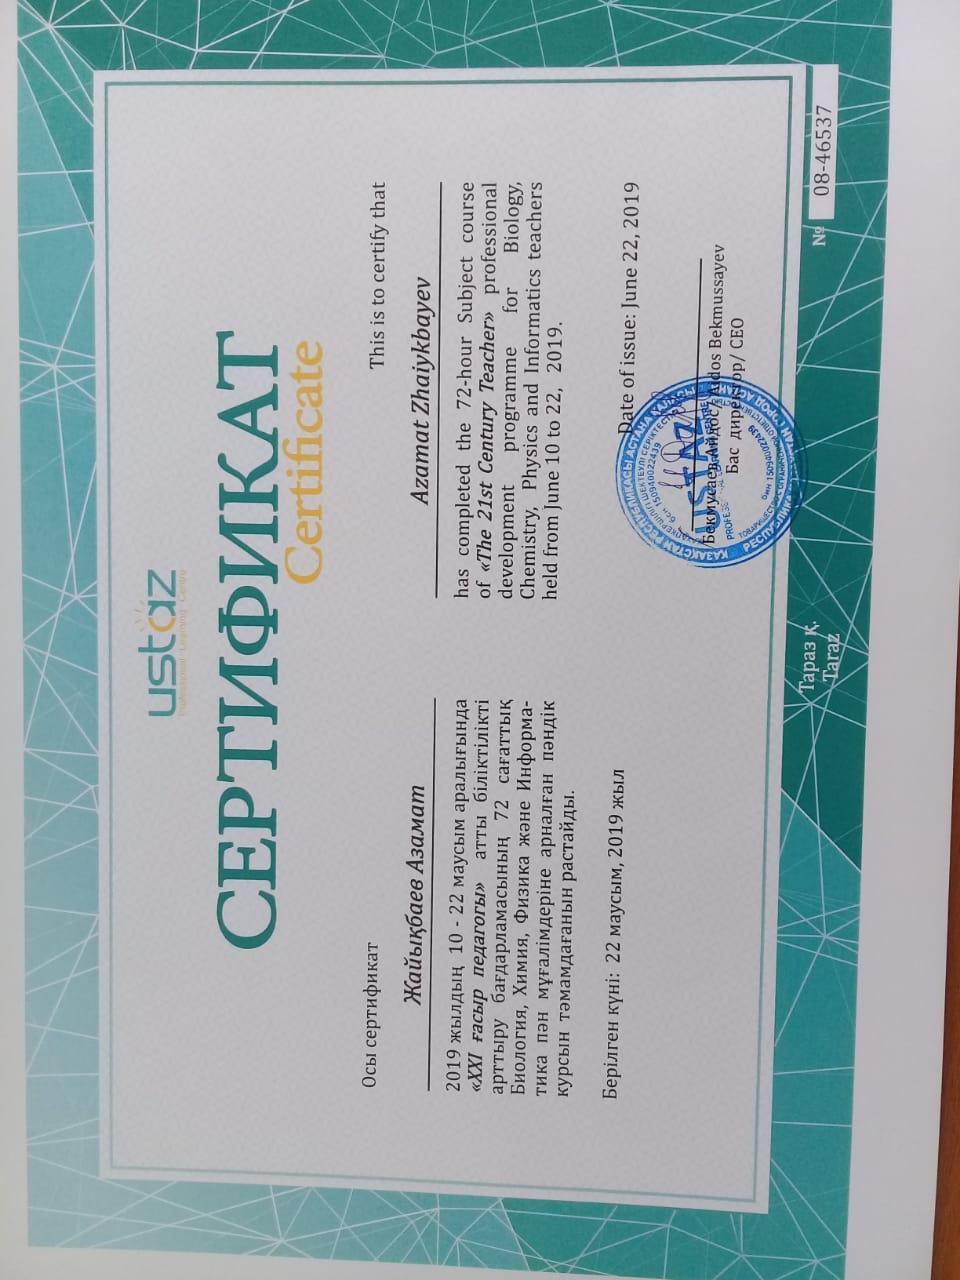 ustaz
Professional Learning Centre
СЕРТИФИКАТ
Certificate
Осы сертификат
Жайықбаев Азамат
2019 жылдың 10 - 22 маусым аралығында
«XXI ғасыр педагогы» атты біліктілікті
арттыру бағдарламасының 72 сағаттық
Биология, Химия, Физика және Информа-
тика пән мұғалімдеріне арналған пәндік
курсын тәмамдағанын растайды.
Берілген күні: 22 маусым, 2019 жыл
This is to certify that
Azamat Zhaiykbayev
has completed the 72-hour Subject course
of «The 21st Century Teacher» professional
development programme for Biology,
Chemistry, Physics and Informatics teachers
held from June 10 to 22, 2019.
Date of issue: June 22, 2019
Бекмусаев Айдос / Aidos Bekmussayev
Бас директор/ CEO
Тараз қ.
Taraz
№ 08-46537